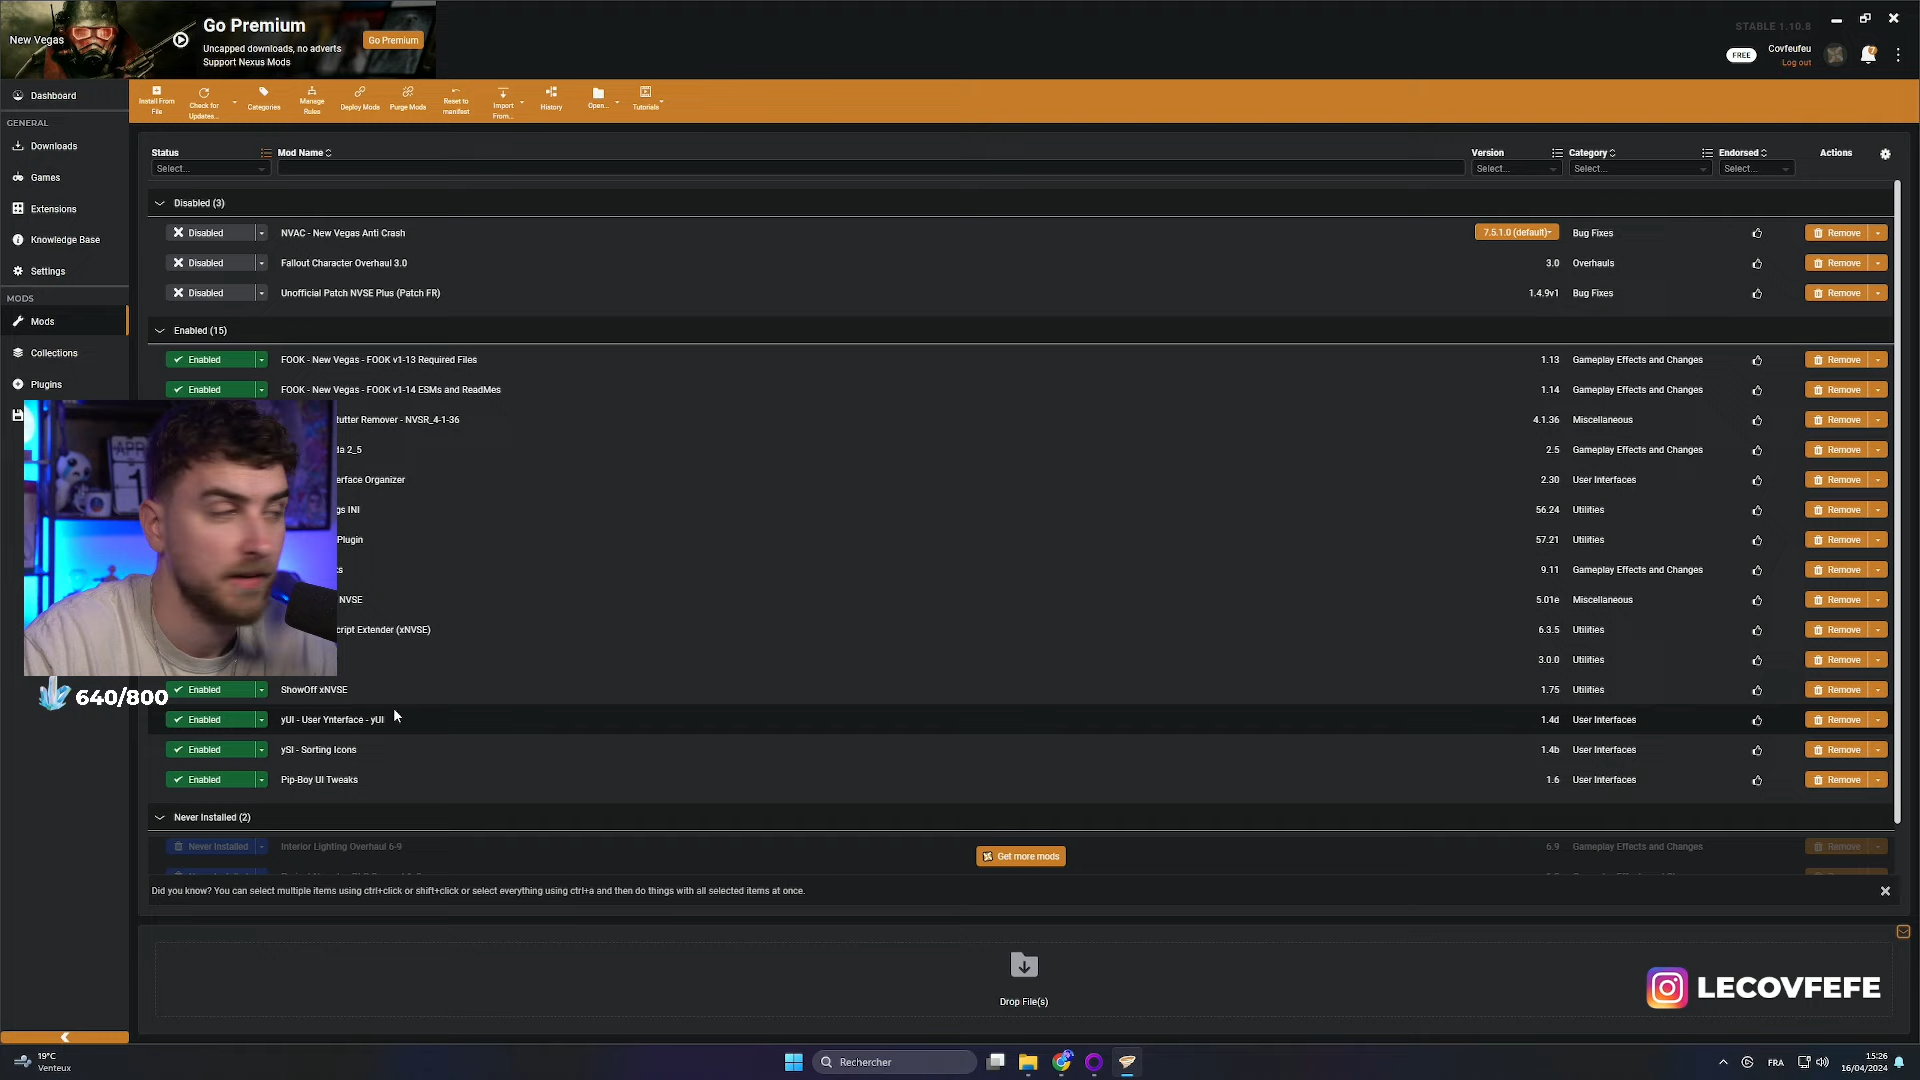 New Vegas
Go Premium
Uncapped downloads, no adverts
Support Nexus Mods
Go Premium
STABLE 1.10.8
FREE
Covfeufeu
Log out
Dashboard
GENERAL
Downloads
Games
Extensions
Knowledge Base
Settings
MODS
Mods
Collections
Plugins
Install From File
Check for Updates...
Categories
Manage Rules
Deploy Mods
Purge Mods
Reset to manifest
Import From...
History
Open...
Tutorials
Status Mod Name Version Category Endorsed Actions
Select... Select... Select... Select...
Disabled (3)
Disabled NVAC - New Vegas Anti Crash 7.5.1.0 (default) Bug Fixes Remove
Disabled Fallout Character Overhaul 3.0 3.0 Overhauls Remove
Disabled Unofficial Patch NVSE Plus (Patch FR) 1.4.9v1 Bug Fixes Remove
Enabled (15)
Enabled FOOK - New Vegas - FOOK v1-13 Required Files 1.13 Gameplay Effects and Changes Remove
Enabled FOOK - New Vegas - FOOK v1-14 ESMs and ReadMes 1.14 Gameplay Effects and Changes Remove
tutter Remover - NVSR_4-1-36 4.1.36 Miscellaneous Remove
da 2_5 2.5 Gameplay Effects and Changes Remove
erface Organizer 2.30 User Interfaces Remove
gs INI 56.24 Utilities Remove
Plugin 57.21 Utilities Remove
s 9.11 Gameplay Effects and Changes Remove
NVSE 5.01e Miscellaneous Remove
cript Extender (xNVSE) 6.3.5 Utilities Remove
3.0.0 Utilities Remove
640/800
Enabled ShowOff xNVSE 1.75 Utilities Remove
Enabled yUI - User Ynterface - yUI 1.4d User Interfaces Remove
Enabled ySI - Sorting Icons 1.4b User Interfaces Remove
Enabled Pip-Boy UI Tweaks 1.6 User Interfaces Remove
Never Installed (2)
Never Installed Interior Lighting Overhaul 6-9 6.9 Gameplay Effects and Changes Remove
Get more mods
Did you know? You can select multiple items using ctrl+click or shift+click or select everything using ctrl+a and then do things with all selected items at once.
Drop File(s)
LECOVFEFE
19°C
Venteux
Rechercher
FRA
15:26
16/04/2024